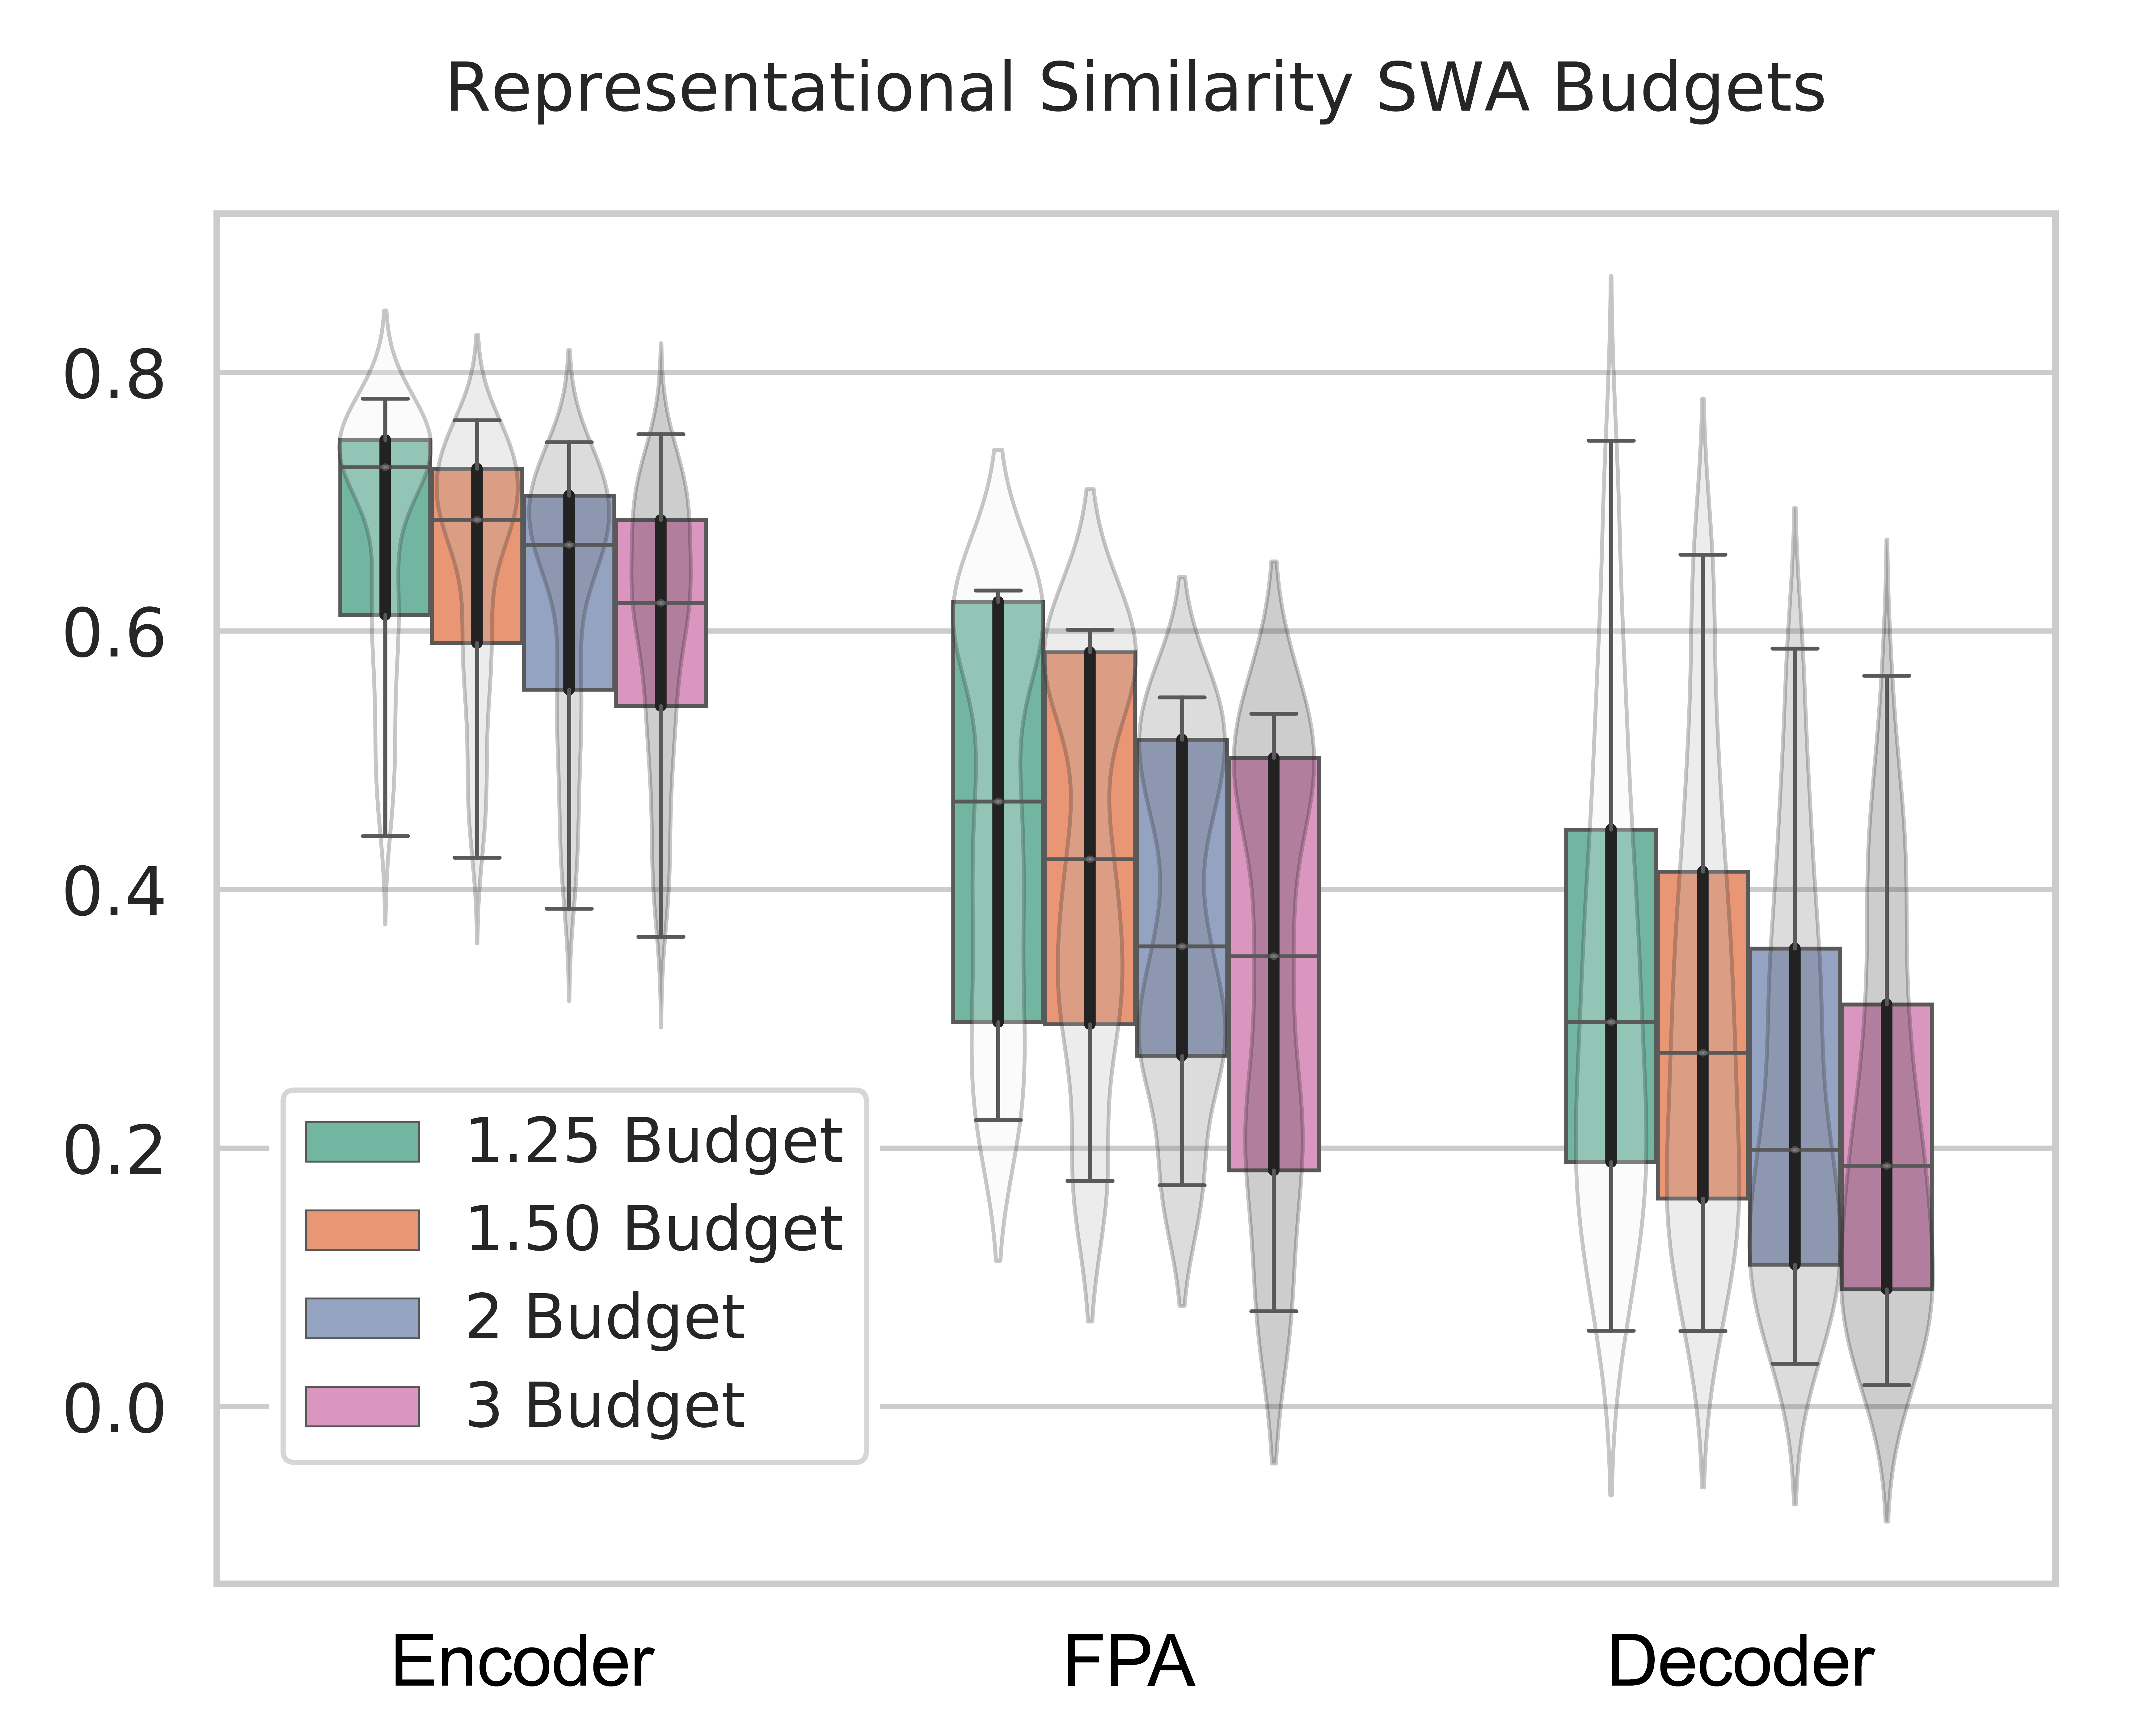 Representational Similarity SWA Budgets
0.8
0.6
0.4
0.2
0.0
1.25 Budget
1.50 Budget
2 Budget
3 Budget
Encoder
FPA
Decoder